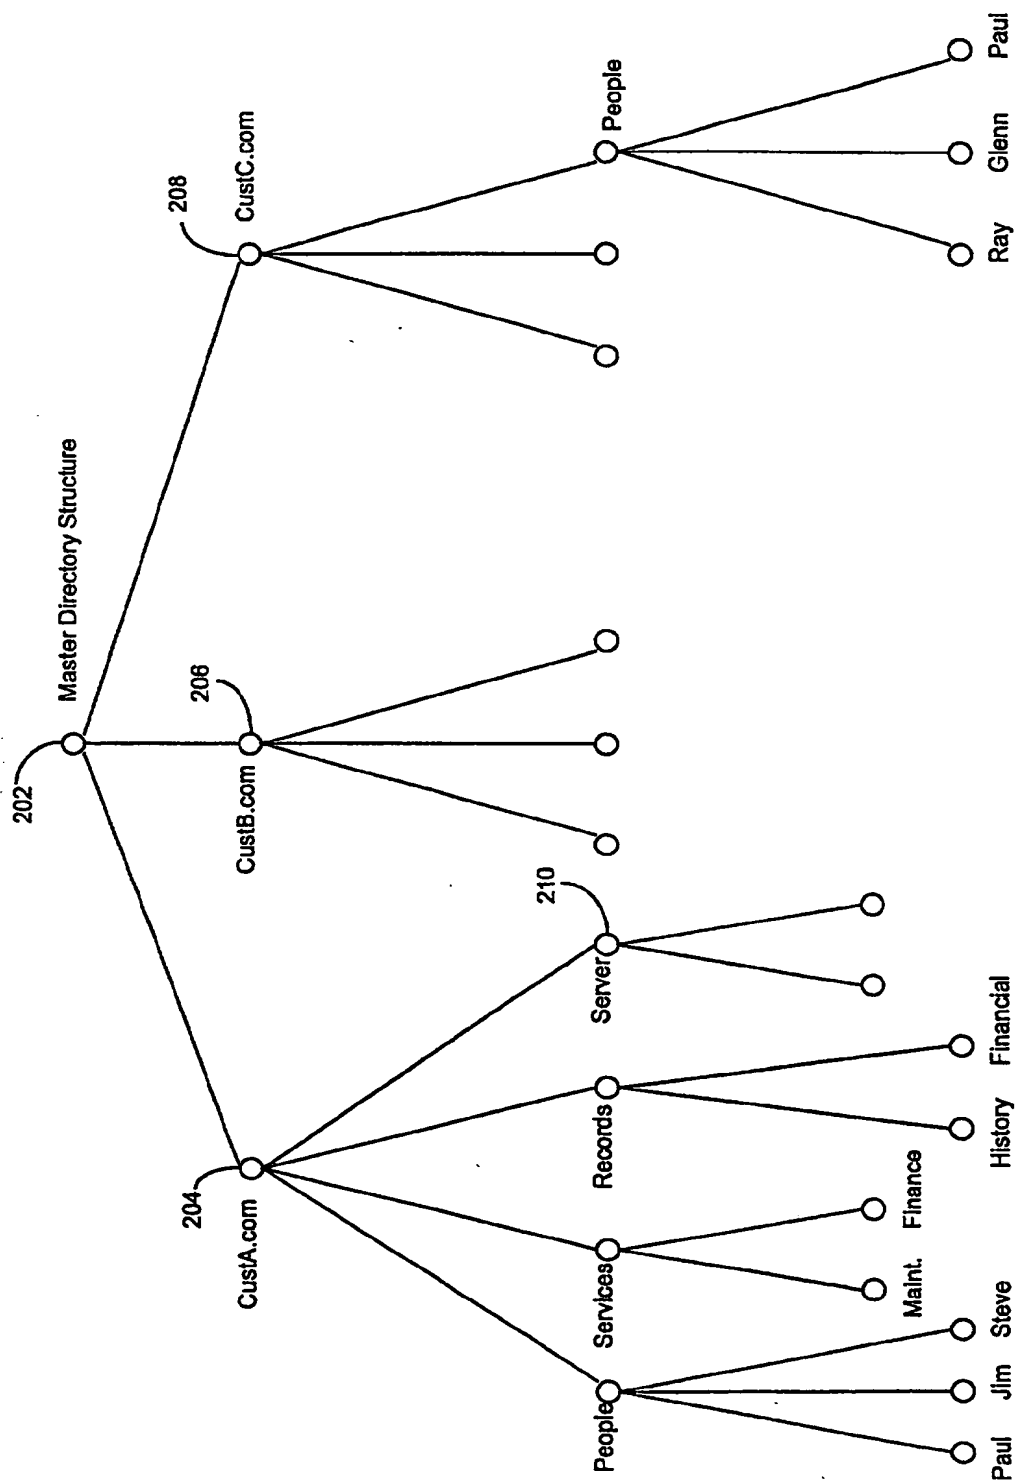 202
Master Directory Structure
204
CustA.com
206
CustB.com
208
CustC.com
People
Services
Records
Server
210
People
Paul
Jim
Steve
Maint.
Finance
History
Financial
Ray
Glenn
Paul